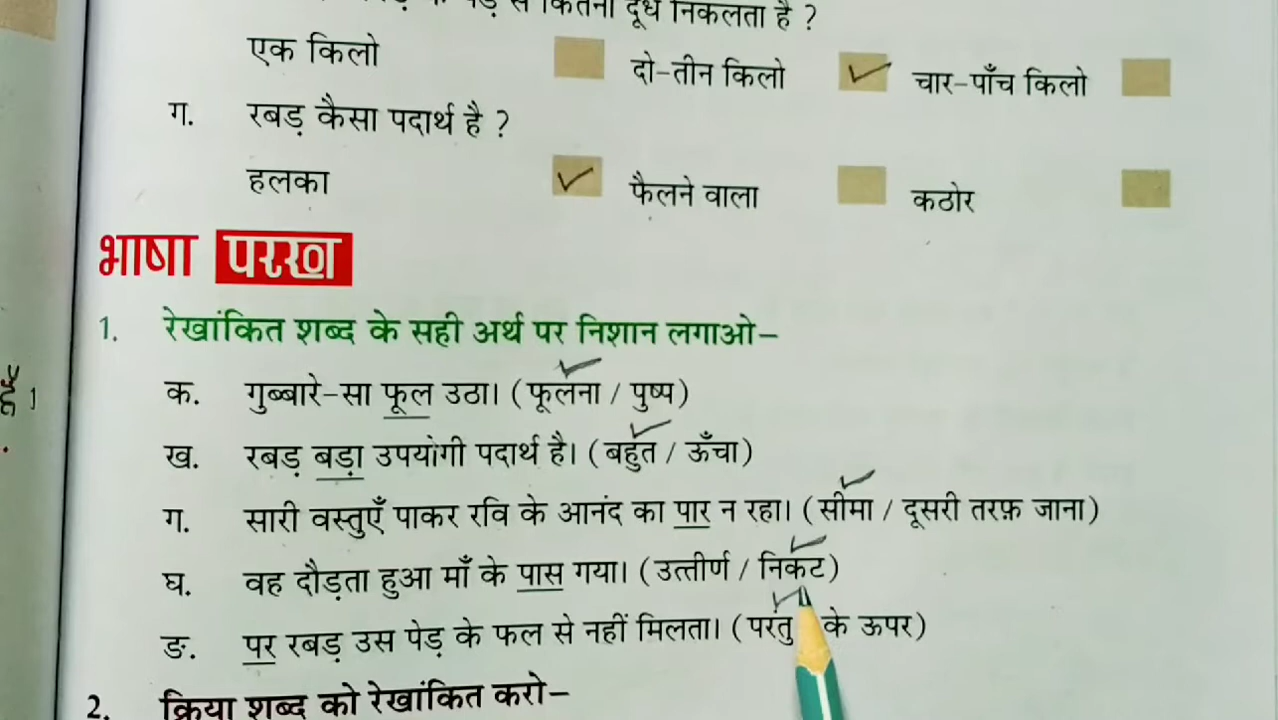 से कितना दूध निकलता है ?
एक किलो दो-तीन किलो चार-पाँच किलो
ग. रबड़ कैसा पदार्थ है ?
हलका फैलने वाला कठोर
भाषा परख
1. रेखांकित शब्द के सही अर्थ पर निशान लगाओ-
क. गुब्बारे-सा फूल उठा। (फूलना / पुष्प)
ख. रबड़ बड़ा उपयोगी पदार्थ है। (बहुत / ऊँचा)
ग. सारी वस्तुएँ पाकर रवि के आनंद का पार न रहा। (सीमा / दूसरी तरफ़ जाना)
घ. वह दौड़ता हुआ माँ के पास गया। (उत्तीर्ण / निकट)
ङ. पर रबड़ उस पेड़ के फल से नहीं मिलता। (परंतु के ऊपर)
2. क्रिया शब्द को रेखांकित करो-
हैं।